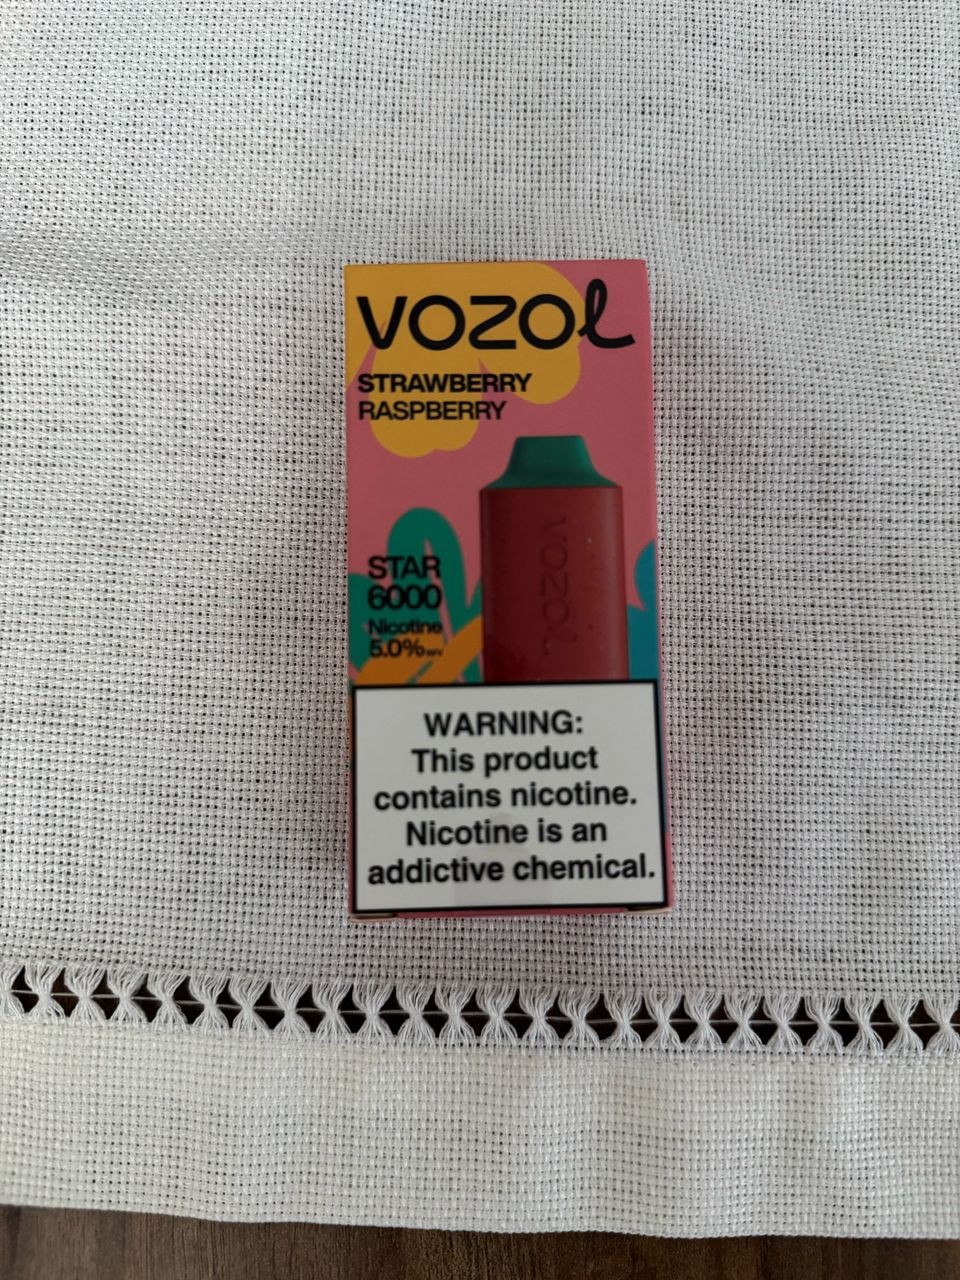 VOZOL
STRAWBERRY
RASPBERRY
VOZOL
STAR
6000
Nicotine
5.0%
WARNING:
This product
contains nicotine.
Nicotine is an
addictive chemical.